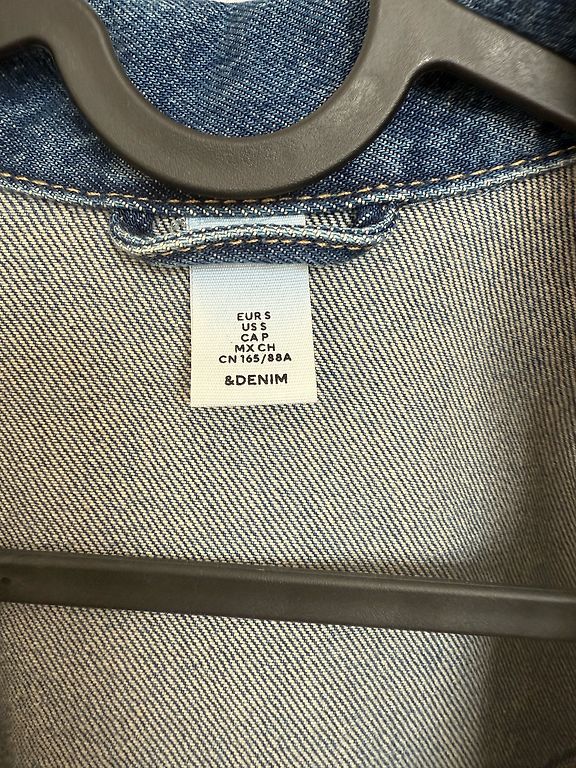 EUR S
US S
CA P
MX CH
CN 165/88A
&DENIM